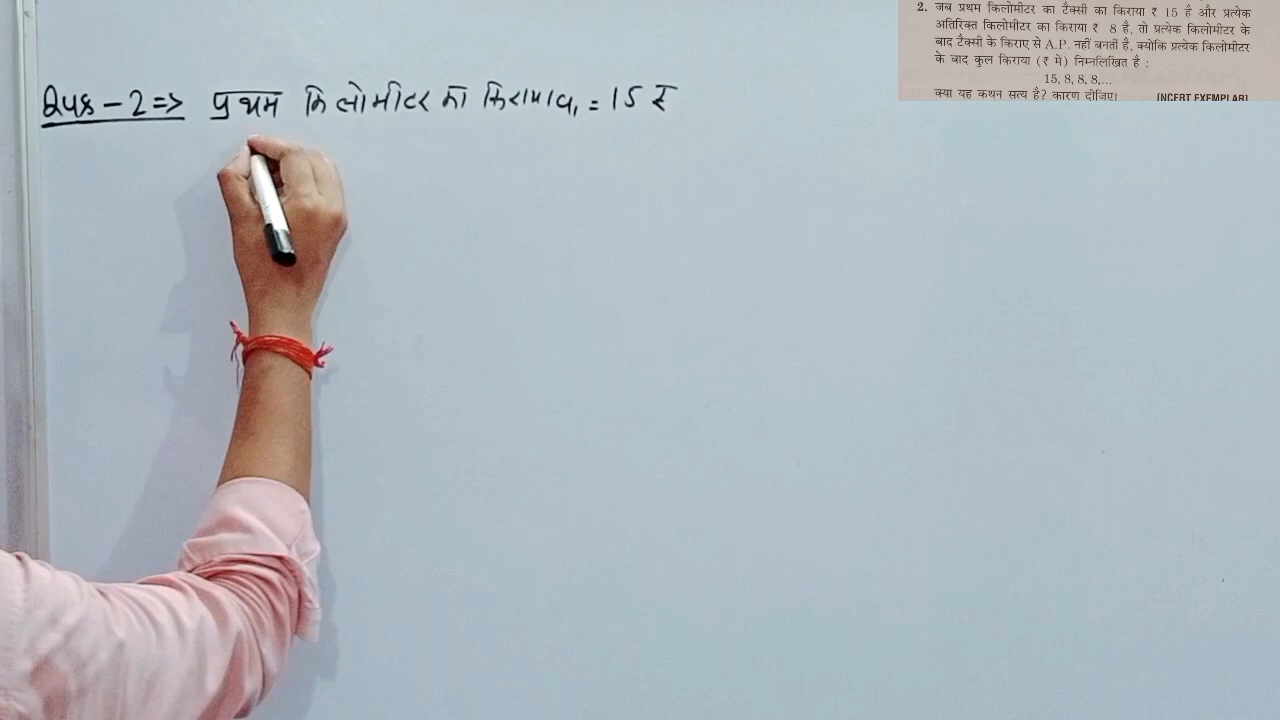 2. जब प्रथम किलोमीटर का टैक्सी का किराया ₹ 15 है और प्रत्येक
अतिरिक्त किलोमीटर का किराया ₹ 8 है, तो प्रत्येक किलोमीटर के
बाद टैक्सी के किराए से A.P. नहीं बनती है, क्योंकि प्रत्येक किलोमीटर
के बाद कुल किराया (₹ में) निम्नलिखित है :
15, 8, 8, 8,...
क्या यह कथन सत्य है? कारण दीजिए। [NCERT EXEMPLAR]
Ques - 2 => प्रथम किलोमीटर का किराया a₁ = 15 ₹